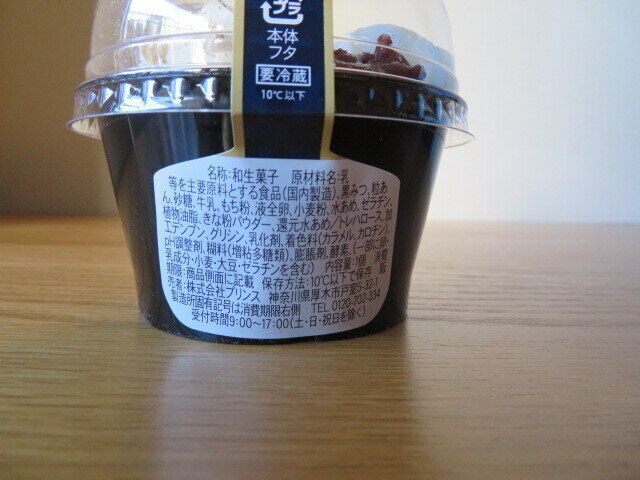 プラ
本体
フタ
要冷蔵
10℃以下
名称:和生菓子 原材料名:乳
等を主要原料とする食品(国内製造)、黒みつ、粒あ
ん、砂糖、牛乳、もち粉、液全卵、小麦粉、水あめ、ゼラチン、
植物油脂、きな粉パウダー、還元水あめ/トレハロース、加
工デンプン、グリシン、乳化剤、着色料(カラメル、カロチン)、
pH調整剤、糊料(増粘多糖類)、膨脹剤、酵素、(一部に卵・
乳成分・小麦・大豆・ゼラチンを含む) 内容量:1個 消費
期限:商品側面に記載 保存方法:10℃以下で保存 販
売者:株式会社プリンス 神奈川県厚木市戸室5-32-1
製造所固有記号は消費期限右側 TEL 0120-702-334
受付時間9:00～17:00(土・日・祝日を除く)